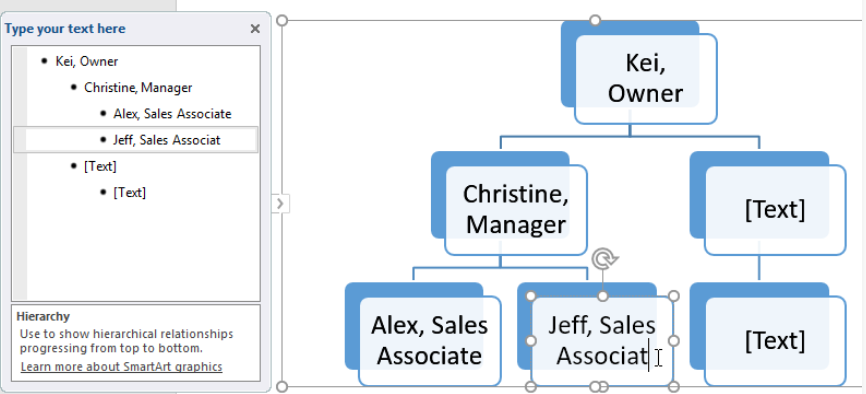 Type your text here
Kei, Owner
Christine, Manager
Alex, Sales Associate
Jeff, Sales Associat
[Text]
[Text]
Hierarchy
Use to show hierarchical relationships
progressing from top to bottom.
Learn more about SmartArt graphics
Kei,
Owner
Christine,
Manager
[Text]
Alex, Sales
Associate
Jeff, Sales
Associat
[Text]